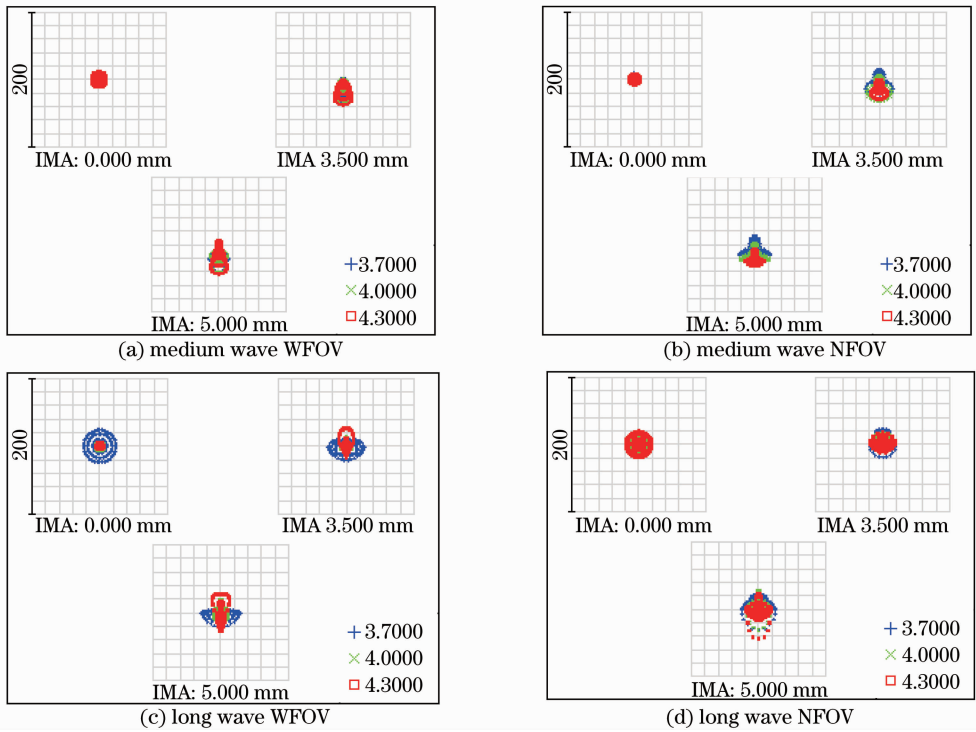 200
IMA: 0.000 mm
IMA 3.500 mm
IMA: 5.000 mm
3.7000
4.0000
4.3000
(a) medium wave WFOV
200
IMA: 0.000 mm
IMA 3.500 mm
IMA: 5.000 mm
3.7000
4.0000
4.3000
(b) medium wave NFOV
200
IMA: 0.000 mm
IMA 3.500 mm
IMA: 5.000 mm
3.7000
4.0000
4.3000
(c) long wave WFOV
200
IMA: 0.000 mm
IMA 3.500 mm
IMA: 5.000 mm
3.7000
4.0000
4.3000
(d) long wave NFOV